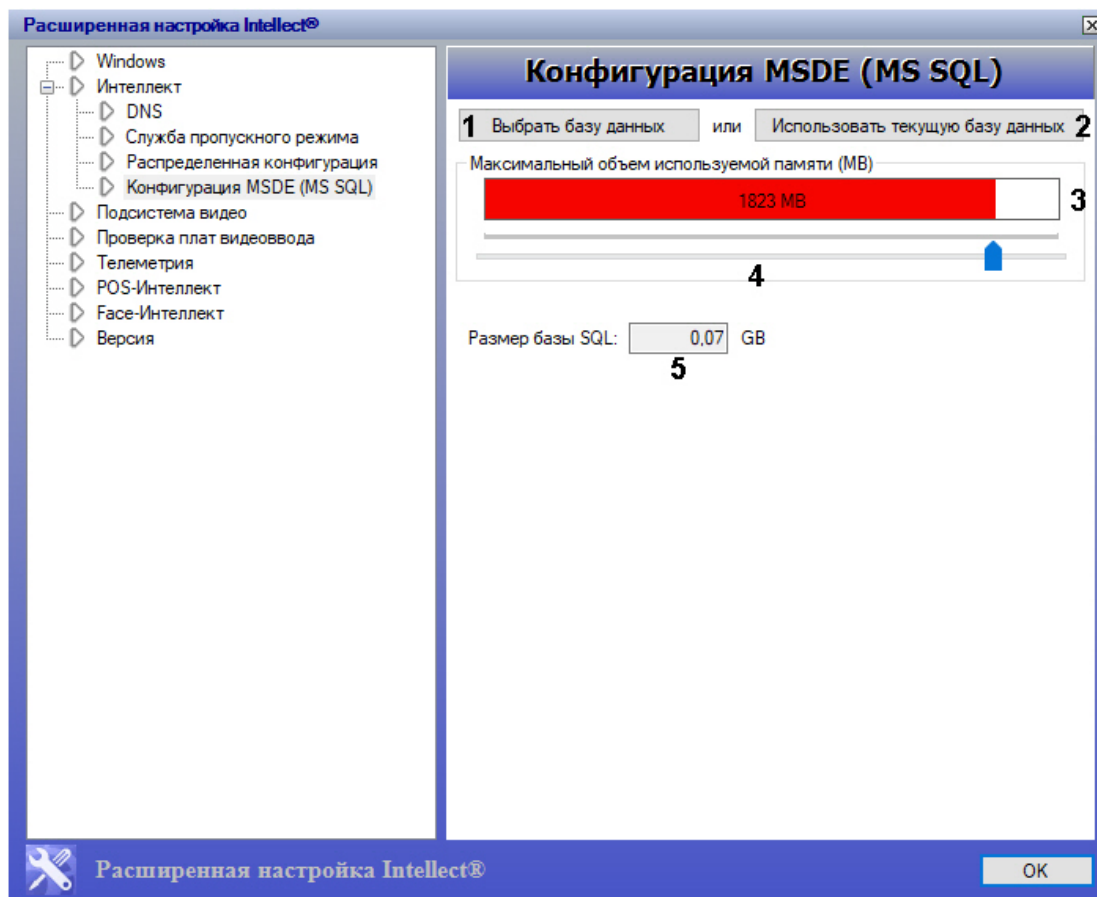 Расширенная настройка Intellect®
Windows
Интеллект
DNS
Служба пропускного режима
Распределенная конфигурация
Конфигурация MSDE (MS SQL)
Подсистема видео
Проверка плат видеоввода
Телеметрия
POS-Интеллект
Face-Интеллект
Версия
Конфигурация MSDE (MS SQL)
1 Выбрать базу данных или Использовать текущую базу данных 2
Максимальный объем используемой памяти (MB)
1823 MB 3
4
Размер базы SQL: 0,07 GB
5
Расширенная настройка Intellect®
OK